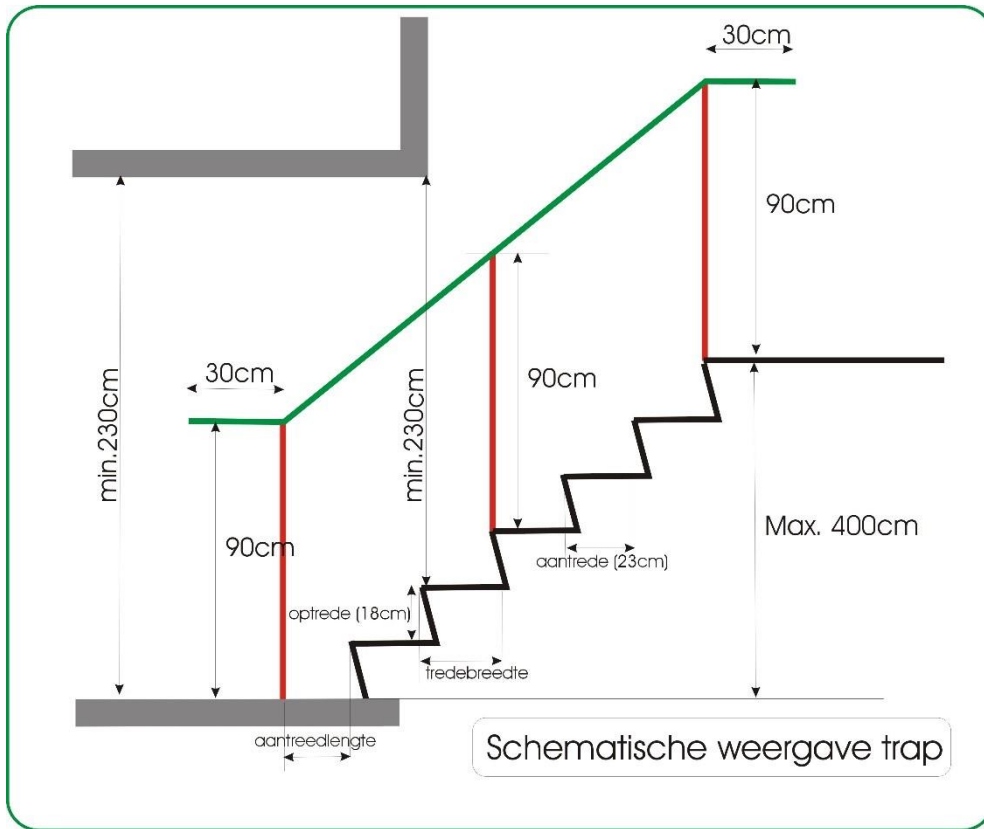 30cm
90cm
30cm
min.230cm
min.230cm
90cm
90cm
Max. 400cm
aantrede (23cm)
optrede (18cm)
tredebreedte
aantreedlengte
Schematische weergave trap